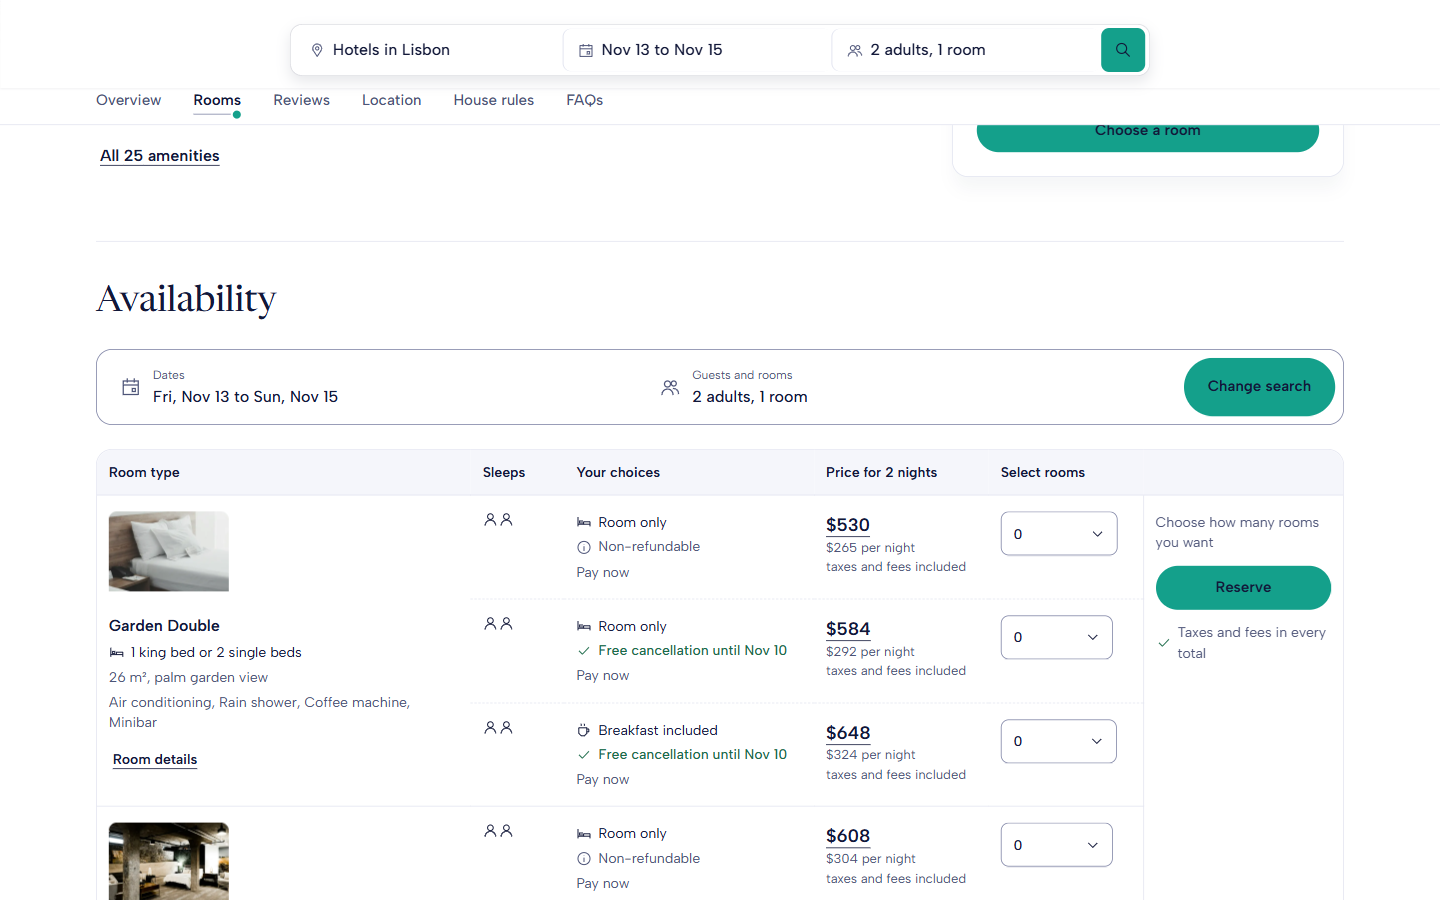 Hotels in Lisbon
Nov 13 to Nov 15
2 adults, 1 room
Overview
Rooms
Reviews
Location
House rules
FAQs
Choose a room
All 25 amenities
Availability
Dates
Fri, Nov 13 to Sun, Nov 15
Guests and rooms
2 adults, 1 room
Change search
Room type
Sleeps
Your choices
Price for 2 nights
Select rooms
Garden Double
1 king bed or 2 single beds
26 m², palm garden view
Air conditioning, Rain shower, Coffee machine,
Minibar
Room details
Room only
Non-refundable
Pay now
$530
$265 per night
taxes and fees included
0
Choose how many rooms
you want
Reserve
Taxes and fees in every
total
Room only
Free cancellation until Nov 10
Pay now
$584
$292 per night
taxes and fees included
0
Breakfast included
Free cancellation until Nov 10
Pay now
$648
$324 per night
taxes and fees included
0
Room only
Non-refundable
Pay now
$608
$304 per night
taxes and fees included
0